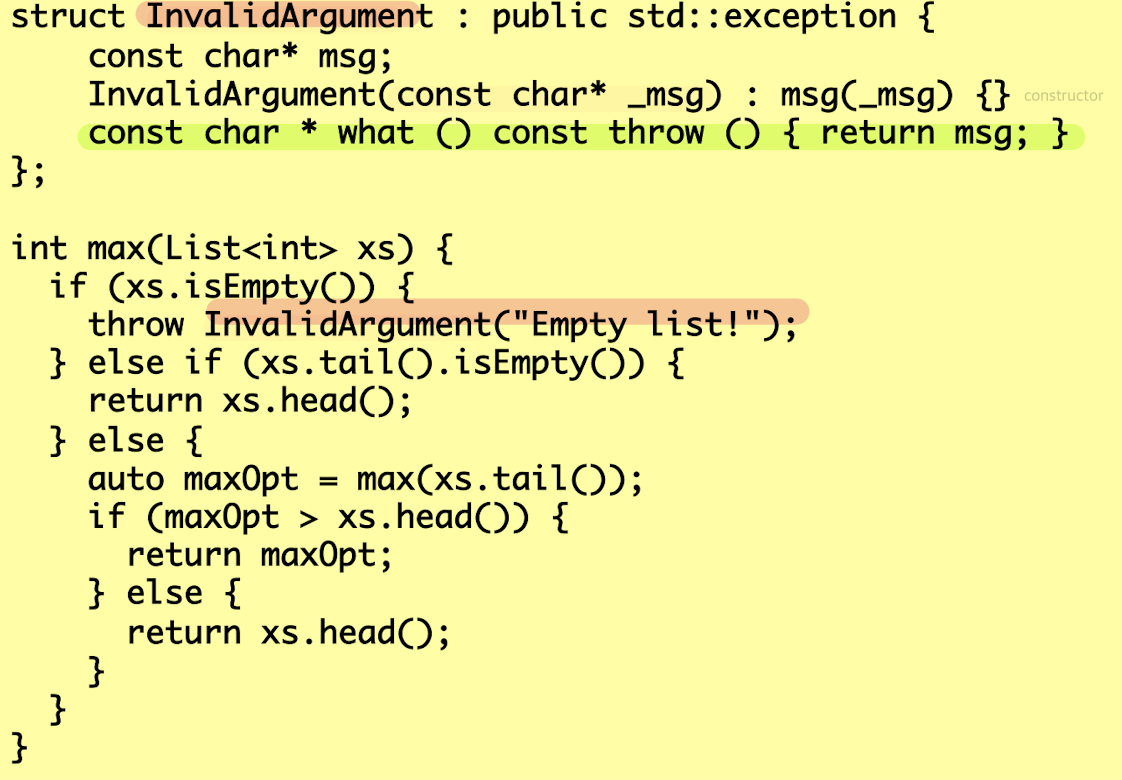 struct InvalidArgument : public std::exception {
    const char* msg;
    InvalidArgument(const char* _msg) : msg(_msg) {} constructor
    const char * what () const throw () { return msg; }
};

int max(List<int> xs) {
  if (xs.isEmpty()) {
    throw InvalidArgument("Empty list!");
  } else if (xs.tail().isEmpty()) {
    return xs.head();
  } else {
    auto maxOpt = max(xs.tail());
    if (maxOpt > xs.head()) {
      return maxOpt;
    } else {
      return xs.head();
    }
  }
}